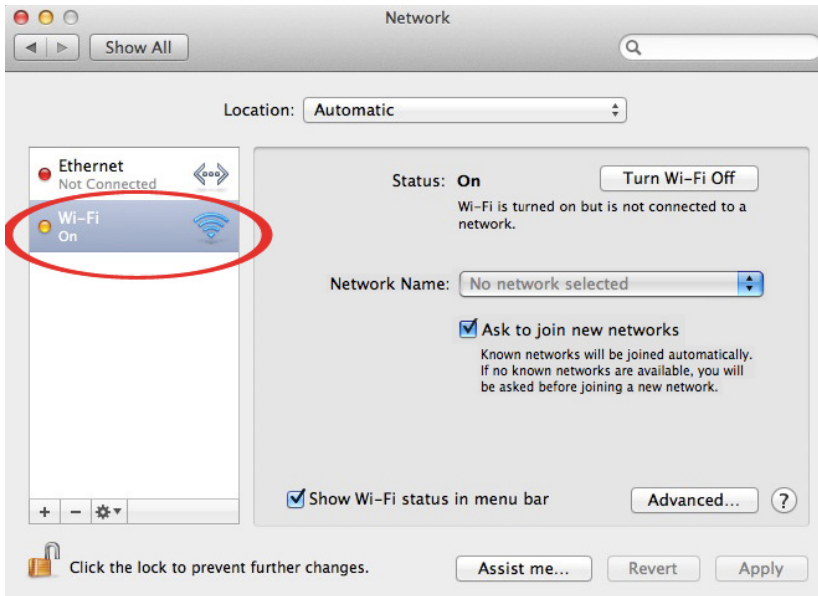 Network
Show All
Location: Automatic
Ethernet
Not Connected
Wi-Fi
On
Status: On
Turn Wi-Fi Off
Wi-Fi is turned on but is not connected to a
network.
Network Name: No network selected
Ask to join new networks
Known networks will be joined automatically.
If no known networks are available, you will
be asked before joining a new network.
Show Wi-Fi status in menu bar
Advanced...
?
+ −
Click the lock to prevent further changes.
Assist me...
Revert
Apply